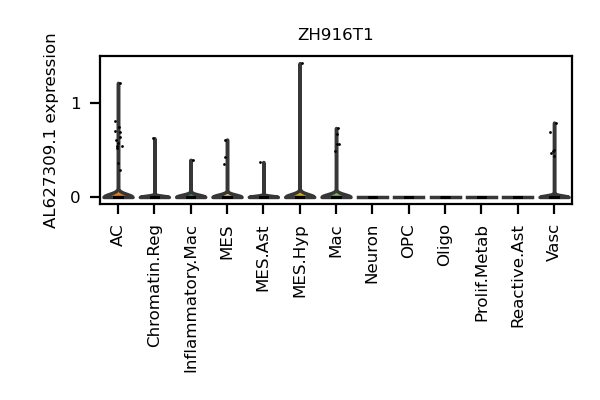 ZH916T1
AL627309.1 expression
1
0
AC
Chromatin.Reg
Inflammatory.Mac
MES
MES.Ast
MES.Hyp
Mac
Neuron
OPC
Oligo
Prolif.Metab
Reactive.Ast
Vasc